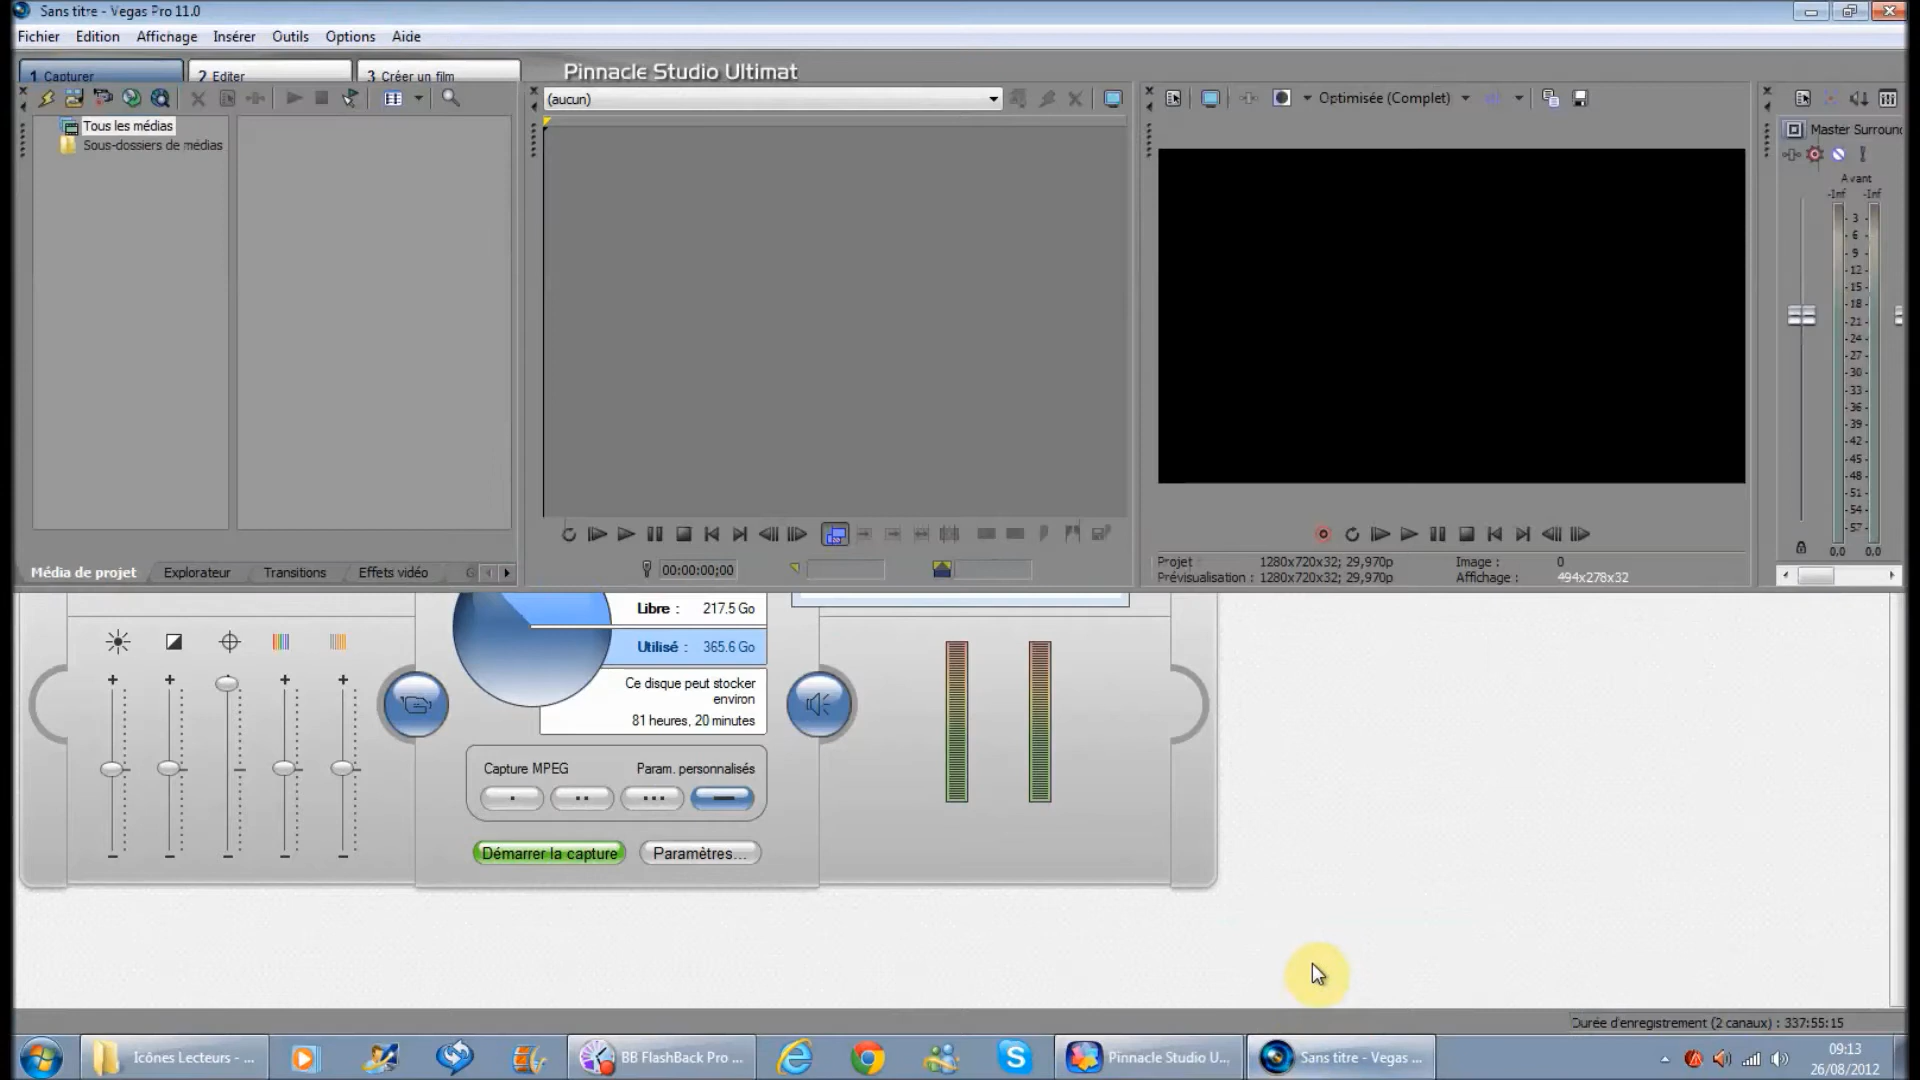 Sans titre - Vegas Pro 11.0
Fichier Edition Affichage Insérer Outils Options Aide
1 Capturer 2 Editer 3 Créer un film Pinnacle Studio Ultimat
(aucun) Optimisée (Complet)
Tous les médias
Sous-dossiers de médias
Master Surroun
Avant
-Inf -Inf
3
6
9
-12
-15
-18
-21
-24
-27
-30
-33
-36
-39
-42
-45
-48
-51
-54
-57
0,0 0,0
Média de projet Explorateur Transitions Effets vidéo G
00:00:00;00
Projet : 1280x720x32; 29,970p Image : 0
Prévisualisation : 1280x720x32; 29,970p Affichage : 494x278x32
Libre : 217.5 Go
Utilisé : 365.6 Go
Ce disque peut stocker
environ
81 heures, 20 minutes
Capture MPEG Param. personnalisés
Démarrer la capture Paramètres...
Durée d'enregistrement (2 canaux) : 337:55:15
Icônes Lecteurs - ... BB FlashBack Pro ... Pinnacle Studio U... Sans titre - Vegas ...
09:13
26/08/2012